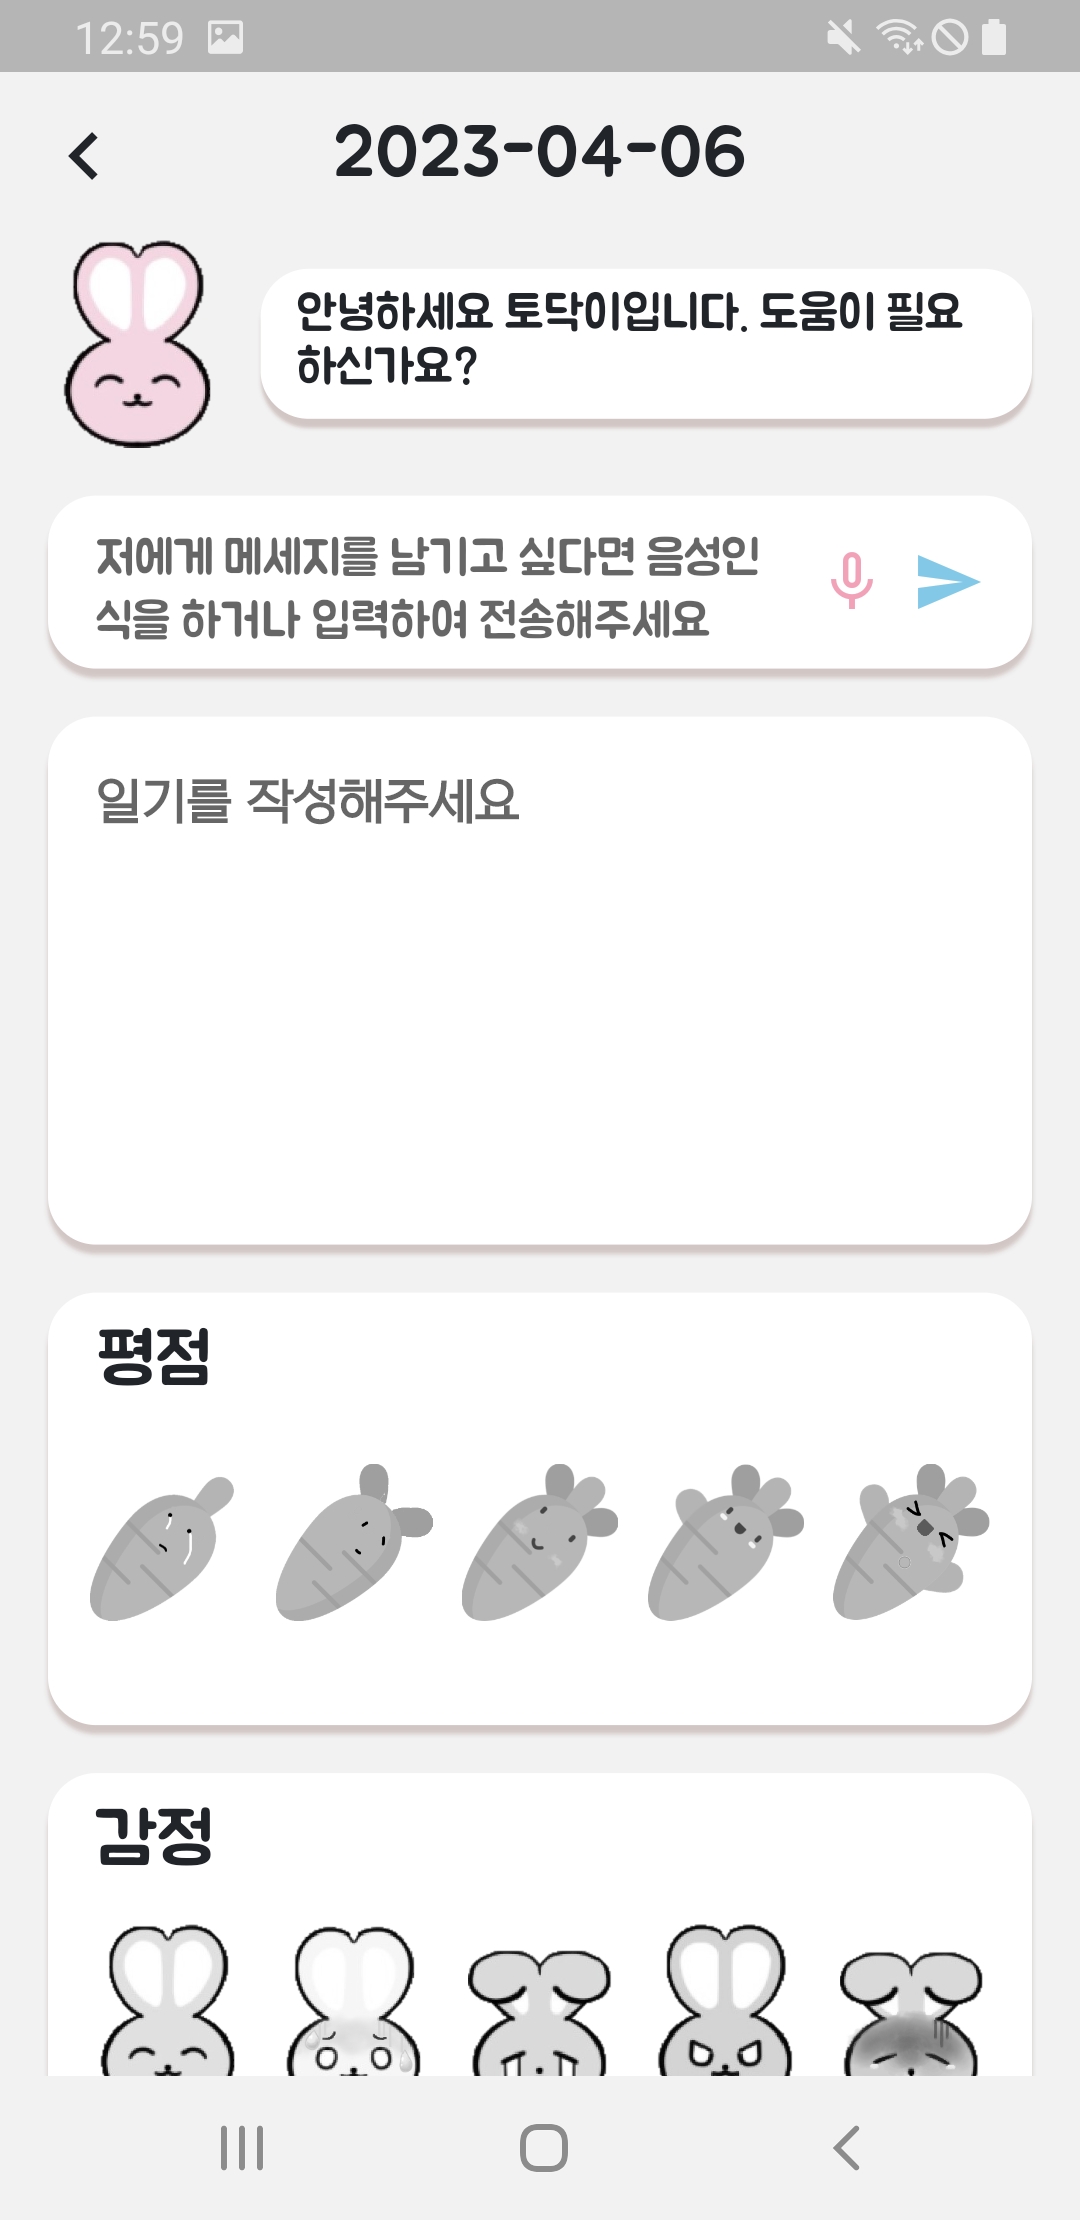 12:59
2023-04-06
안녕하세요 토닥이입니다. 도움이 필요
하신가요?
저에게 메세지를 남기고 싶다면 음성인
식을 하거나 입력하여 전송해주세요
일기를 작성해주세요
평점
감정